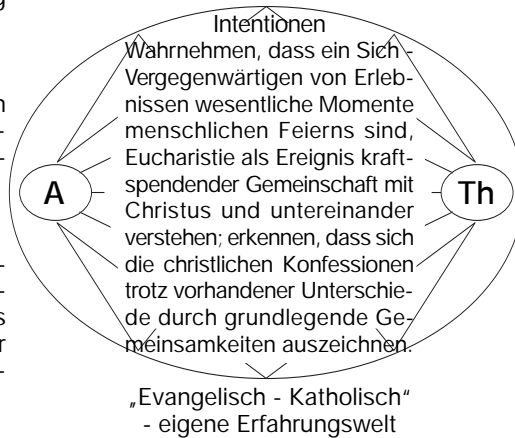 Intentionen
Wahrnehmen, dass ein Sich -
Vergegenwärtigen von Erleb-
nissen wesentliche Momente
menschlichen Feierns sind,
Eucharistie als Ereignis kraft-
spendender Gemeinschaft mit
Christus und untereinander
verstehen; erkennen, dass sich
die christlichen Konfessionen
trotz vorhandener Unterschie-
de durch grundlegende Ge-
meinsamkeiten auszeichnen.
A
Th
„Evangelisch - Katholisch“
- eigene Erfahrungswelt